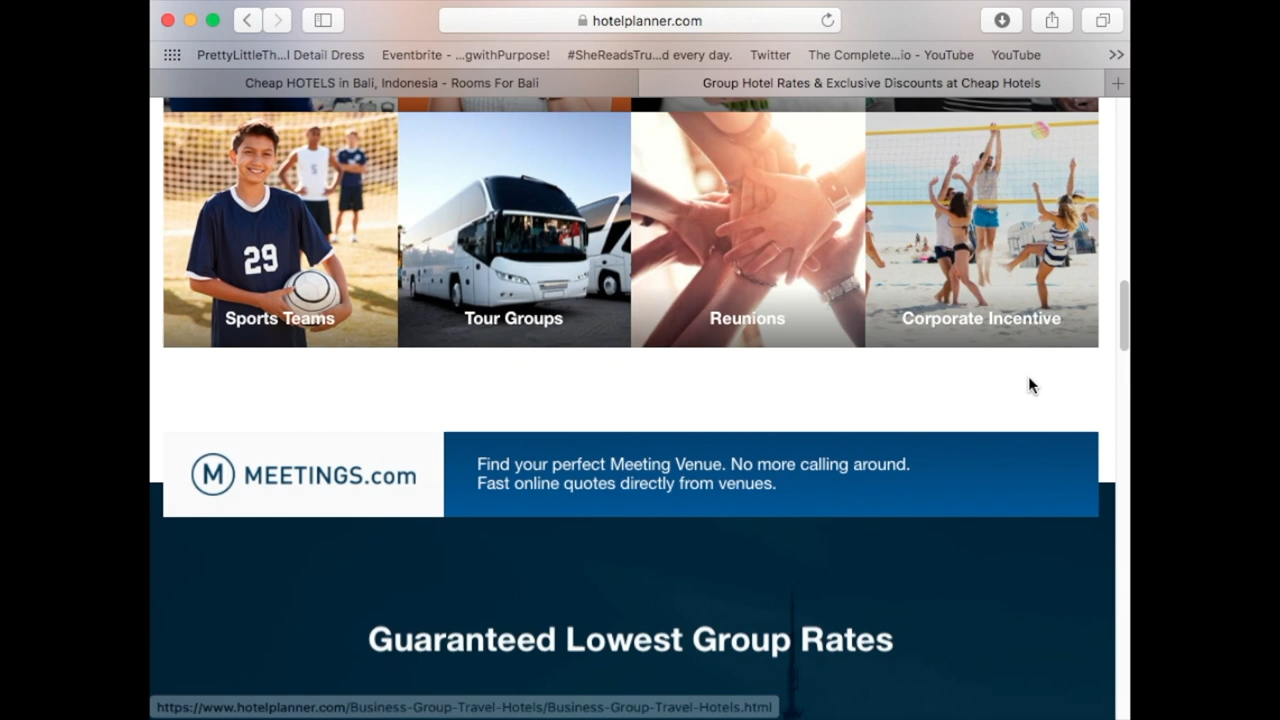 hotelplanner.com
PrettyLittleTh...l Detail Dress
Eventbrite - ...gwithPurpose!
#SheReadsTru...d every day.
Twitter
The Complete...io - YouTube
YouTube
Cheap HOTELS in Bali, Indonesia - Rooms For Bali
Group Hotel Rates & Exclusive Discounts at Cheap Hotels
29
5
Sports Teams
Tour Groups
Reunions
Corporate Incentive
M MEETINGS.com
Find your perfect Meeting Venue. No more calling around.
Fast online quotes directly from venues.
Guaranteed Lowest Group Rates
https://www.hotelplanner.com/Business-Group-Travel-Hotels/Business-Group-Travel-Hotels.html